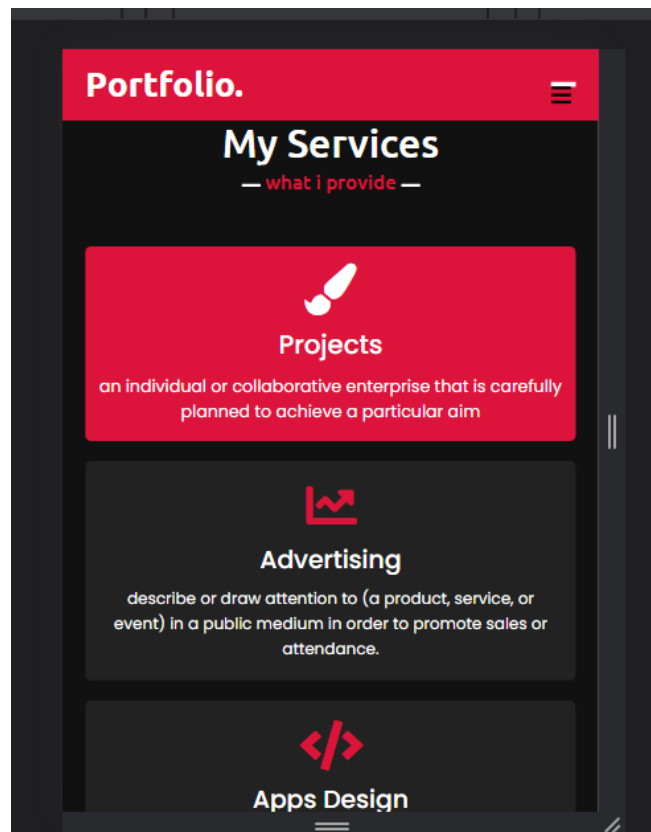 Portfolio.
My Services
— what i provide —
Projects
an individual or collaborative enterprise that is carefully
planned to achieve a particular aim
Advertising
describe or draw attention to (a product, service, or
event) in a public medium in order to promote sales or
attendance.
Apps Design